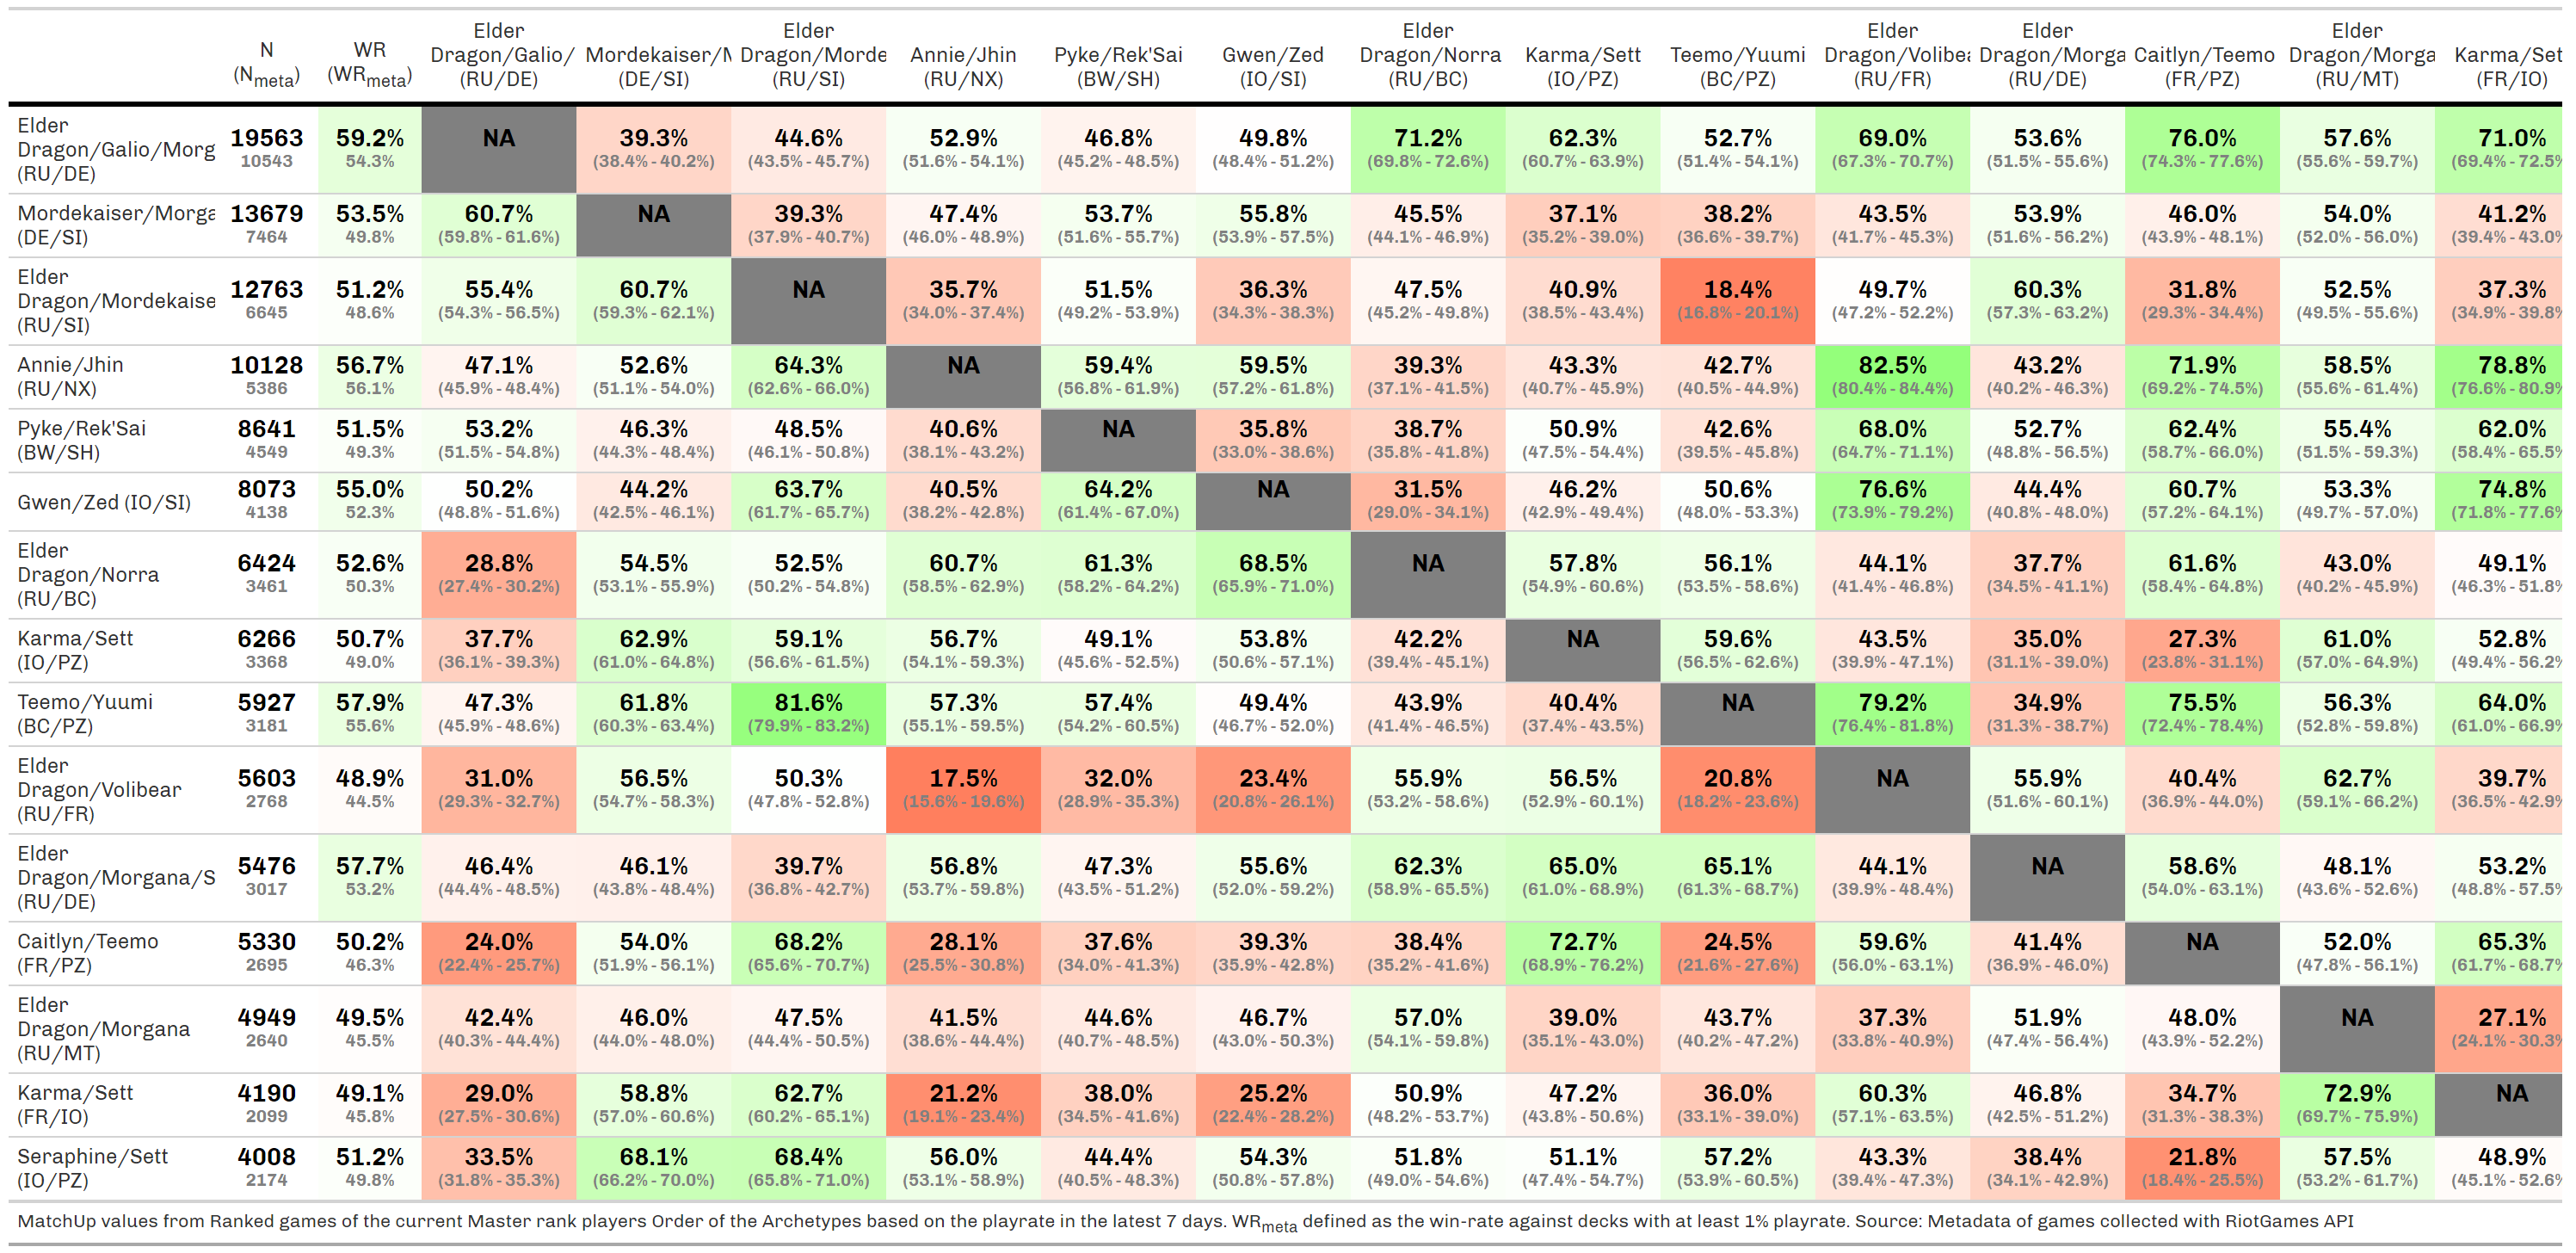 Elder Elder Elder Elder Elder Elder
N WR Dragon/Galio/ Mordekaiser/M Dragon/Morde Annie/Jhin Pyke/Rek'Sai Gwen/Zed Dragon/Norra Karma/Sett Teemo/Yuumi Dragon/Volibea Dragon/Morga Caitlyn/Teemo Dragon/Morga Karma/Set
(Nmeta) (WRmeta) (RU/DE) (DE/SI) (RU/SI) (RU/NX) (BW/SH) (IO/SI) (RU/BC) (IO/PZ) (BC/PZ) (RU/FR) (RU/DE) (FR/PZ) (RU/MT) (FR/IO)
Elder
Dragon/Galio/Morg
(RU/DE)
19563 59.2% NA 39.3% 44.6% 52.9% 46.8% 49.8% 71.2% 62.3% 52.7% 69.0% 53.6% 76.0% 57.6% 71.0%
10543 54.3% (38.4% - 40.2%) (43.5% - 45.7%) (51.6% - 54.1%) (45.2% - 48.5%) (48.4% - 51.2%) (69.8% - 72.6%) (60.7% - 63.9%) (51.4% - 54.1%) (67.3% - 70.7%) (51.5% - 55.6%) (74.3% - 77.6%) (55.6% - 59.7%) (69.4% - 72.5%
Mordekaiser/Morga
(DE/SI)
13679 53.5% 60.7% NA 39.3% 47.4% 53.7% 55.8% 45.5% 37.1% 38.2% 43.5% 53.9% 46.0% 54.0% 41.2%
7464 49.8% (59.8% - 61.6%) (37.9% - 40.7%) (46.0% - 48.9%) (51.6% - 55.7%) (53.9% - 57.5%) (44.1% - 46.9%) (35.2% - 39.0%) (36.6% - 39.7%) (41.7% - 45.3%) (51.6% - 56.2%) (43.9% - 48.1%) (52.0% - 56.0%) (39.4% - 43.0%
Elder
Dragon/Mordekaise
(RU/SI)
12763 51.2% 55.4% 60.7% NA 35.7% 51.5% 36.3% 47.5% 40.9% 18.4% 49.7% 60.3% 31.8% 52.5% 37.3%
6645 48.6% (54.3% - 56.5%) (59.3% - 62.1%) (34.0% - 37.4%) (49.2% - 53.9%) (34.3% - 38.3%) (45.2% - 49.8%) (38.5% - 43.4%) (16.8% - 20.1%) (47.2% - 52.2%) (57.3% - 63.2%) (29.3% - 34.4%) (49.5% - 55.6%) (34.9% - 39.8%
Annie/Jhin
(RU/NX)
10128 56.7% 47.1% 52.6% 64.3% NA 59.4% 59.5% 39.3% 43.3% 42.7% 82.5% 43.2% 71.9% 58.5% 78.8%
5386 56.1% (45.9% - 48.4%) (51.1% - 54.0%) (62.6% - 66.0%) (56.8% - 61.9%) (57.2% - 61.8%) (37.1% - 41.5%) (40.7% - 45.9%) (40.5% - 44.9%) (80.4% - 84.4%) (40.2% - 46.3%) (69.2% - 74.5%) (55.6% - 61.4%) (76.6% - 80.9%
Pyke/Rek'Sai
(BW/SH)
8641 51.5% 53.2% 46.3% 48.5% 40.6% NA 35.8% 38.7% 50.9% 42.6% 68.0% 52.7% 62.4% 55.4% 62.0%
4549 49.3% (51.5% - 54.8%) (44.3% - 48.4%) (46.1% - 50.8%) (38.1% - 43.2%) (33.0% - 38.6%) (35.8% - 41.8%) (47.5% - 54.4%) (39.5% - 45.8%) (64.7% - 71.1%) (48.8% - 56.5%) (58.7% - 66.0%) (51.5% - 59.3%) (58.4% - 65.5%
Gwen/Zed (IO/SI)
8073 55.0% 50.2% 44.2% 63.7% 40.5% 64.2% NA 31.5% 46.2% 50.6% 76.6% 44.4% 60.7% 53.3% 74.8%
4138 52.3% (48.8% - 51.6%) (42.5% - 46.1%) (61.7% - 65.7%) (38.2% - 42.8%) (61.4% - 67.0%) (29.0% - 34.1%) (42.9% - 49.4%) (48.0% - 53.3%) (73.9% - 79.2%) (40.8% - 48.0%) (57.2% - 64.1%) (49.7% - 57.0%) (71.8% - 77.6%
Elder
Dragon/Norra
(RU/BC)
6424 52.6% 28.8% 54.5% 52.5% 60.7% 61.3% 68.5% NA 57.8% 56.1% 44.1% 37.7% 61.6% 43.0% 49.1%
3461 50.3% (27.4% - 30.2%) (53.1% - 55.9%) (50.2% - 54.8%) (58.5% - 62.9%) (58.2% - 64.2%) (65.9% - 71.0%) (54.9% - 60.6%) (53.5% - 58.6%) (41.4% - 46.8%) (34.5% - 41.1%) (58.4% - 64.8%) (40.2% - 45.9%) (46.3% - 51.8%
Karma/Sett
(IO/PZ)
6266 50.7% 37.7% 62.9% 59.1% 56.7% 49.1% 53.8% 42.2% NA 59.6% 43.5% 35.0% 27.3% 61.0% 52.8%
3368 49.0% (36.1% - 39.3%) (61.0% - 64.8%) (56.6% - 61.5%) (54.1% - 59.3%) (45.6% - 52.5%) (50.6% - 57.1%) (39.4% - 45.1%) (56.5% - 62.6%) (39.9% - 47.1%) (31.1% - 39.0%) (23.8% - 31.1%) (57.0% - 64.9%) (49.4% - 56.2%
Teemo/Yuumi
(BC/PZ)
5927 57.9% 47.3% 61.8% 81.6% 57.3% 57.4% 49.4% 43.9% 40.4% NA 79.2% 34.9% 75.5% 56.3% 64.0%
3181 55.6% (45.9% - 48.6%) (60.3% - 63.4%) (79.9% - 83.2%) (55.1% - 59.5%) (54.2% - 60.5%) (46.7% - 52.0%) (41.4% - 46.5%) (37.4% - 43.5%) (76.4% - 81.8%) (31.3% - 38.7%) (72.4% - 78.4%) (52.8% - 59.8%) (61.0% - 66.9%
Elder
Dragon/Volibear
(RU/FR)
5603 48.9% 31.0% 56.5% 50.3% 17.5% 32.0% 23.4% 55.9% 56.5% 20.8% NA 55.9% 40.4% 62.7% 39.7%
2768 44.5% (29.3% - 32.7%) (54.7% - 58.3%) (47.8% - 52.8%) (15.6% - 19.6%) (28.9% - 35.3%) (20.8% - 26.1%) (53.2% - 58.6%) (52.9% - 60.1%) (18.2% - 23.6%) (51.6% - 60.1%) (36.9% - 44.0%) (59.1% - 66.2%) (36.5% - 42.9%
Elder
Dragon/Morgana/S
(RU/DE)
5476 57.7% 46.4% 46.1% 39.7% 56.8% 47.3% 55.6% 62.3% 65.0% 65.1% 44.1% NA 58.6% 48.1% 53.2%
3017 53.2% (44.4% - 48.5%) (43.8% - 48.4%) (36.8% - 42.7%) (53.7% - 59.8%) (43.5% - 51.2%) (52.0% - 59.2%) (58.9% - 65.5%) (61.0% - 68.9%) (61.3% - 68.7%) (39.9% - 48.4%) (54.0% - 63.1%) (43.6% - 52.6%) (48.8% - 57.5%
Caitlyn/Teemo
(FR/PZ)
5330 50.2% 24.0% 54.0% 68.2% 28.1% 37.6% 39.3% 38.4% 72.7% 24.5% 59.6% 41.4% NA 52.0% 65.3%
2695 46.3% (22.4% - 25.7%) (51.9% - 56.1%) (65.6% - 70.7%) (25.5% - 30.8%) (34.0% - 41.3%) (35.9% - 42.8%) (35.2% - 41.6%) (68.9% - 76.2%) (21.6% - 27.6%) (56.0% - 63.1%) (36.9% - 46.0%) (47.8% - 56.1%) (61.7% - 68.7%
Elder
Dragon/Morgana
(RU/MT)
4949 49.5% 42.4% 46.0% 47.5% 41.5% 44.6% 46.7% 57.0% 39.0% 43.7% 37.3% 51.9% 48.0% NA 27.1%
2640 45.5% (40.3% - 44.4%) (44.0% - 48.0%) (44.4% - 50.5%) (38.6% - 44.4%) (40.7% - 48.5%) (43.0% - 50.3%) (54.1% - 59.8%) (35.1% - 43.0%) (40.2% - 47.2%) (33.8% - 40.9%) (47.4% - 56.4%) (43.9% - 52.2%) (24.1% - 30.3%
Karma/Sett
(FR/IO)
4190 49.1% 29.0% 58.8% 62.7% 21.2% 38.0% 25.2% 50.9% 47.2% 36.0% 60.3% 46.8% 34.7% 72.9% NA
2099 45.8% (27.5% - 30.6%) (57.0% - 60.6%) (60.2% - 65.1%) (19.1% - 23.4%) (34.5% - 41.6%) (22.4% - 28.2%) (48.2% - 53.7%) (43.8% - 50.6%) (33.1% - 39.0%) (57.1% - 63.5%) (42.5% - 51.2%) (31.3% - 38.3%) (69.7% - 75.9%)
Seraphine/Sett
(IO/PZ)
4008 51.2% 33.5% 68.1% 68.4% 56.0% 44.4% 54.3% 51.8% 51.1% 57.2% 43.3% 38.4% 21.8% 57.5% 48.9%
2174 49.8% (31.8% - 35.3%) (66.2% - 70.0%) (65.8% - 71.0%) (53.1% - 58.9%) (40.5% - 48.3%) (50.8% - 57.8%) (49.0% - 54.6%) (47.4% - 54.7%) (53.9% - 60.5%) (39.4% - 47.3%) (34.1% - 42.9%) (18.4% - 25.5%) (53.2% - 61.7%) (45.1% - 52.6%
MatchUp values from Ranked games of the current Master rank players Order of the Archetypes based on the playrate in the latest 7 days. WRmeta defined as the win-rate against decks with at least 1% playrate. Source: Metadata of games collected with RiotGames API